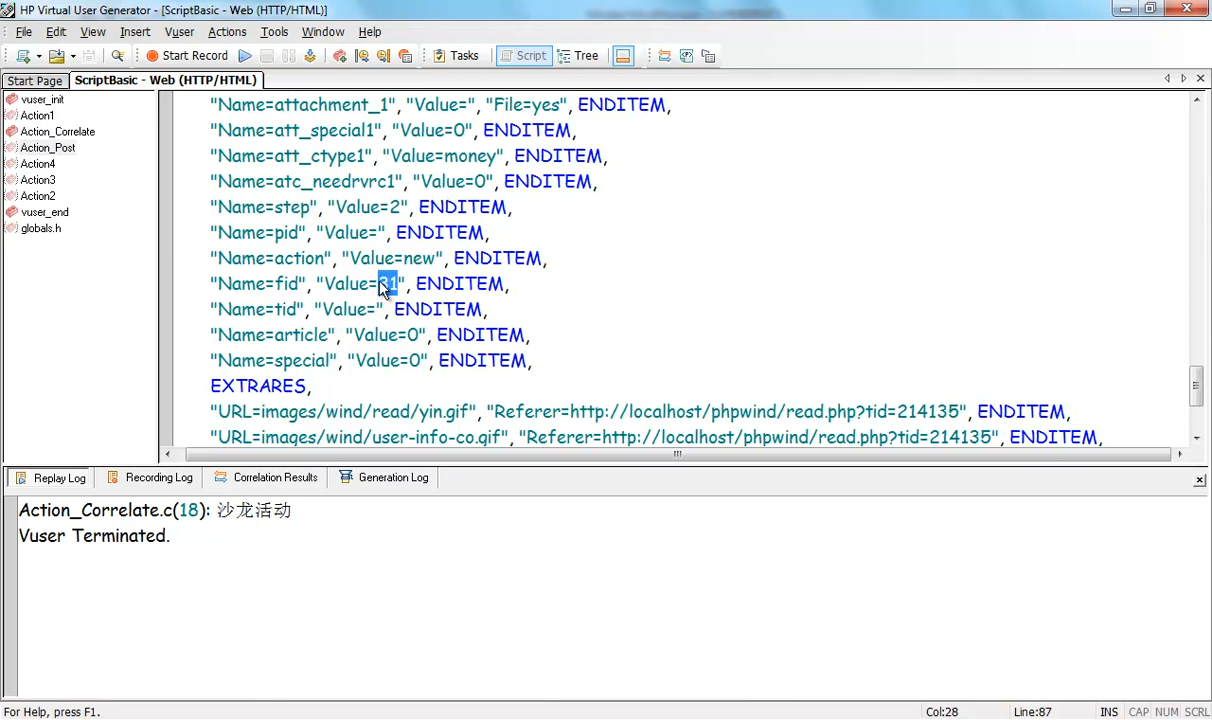 HP Virtual User Generator - [ScriptBasic - Web (HTTP/HTML)]
File Edit View Insert Vuser Actions Tools Window Help
Start Record Tasks Script Tree
Start Page ScriptBasic - Web (HTTP/HTML)
vuser_init
Action1
Action_Correlate
Action_Post
Action4
Action3
Action2
vuser_end
globals.h
"Name=attachment_1", "Value=", "File=yes", ENDITEM,
"Name=att_special1", "Value=0", ENDITEM,
"Name=att_ctype1", "Value=money", ENDITEM,
"Name=atc_needrvrc1", "Value=0", ENDITEM,
"Name=step", "Value=2", ENDITEM,
"Name=pid", "Value=", ENDITEM,
"Name=action", "Value=new", ENDITEM,
"Name=fid", "Value=31", ENDITEM,
"Name=tid", "Value=", ENDITEM,
"Name=article", "Value=0", ENDITEM,
"Name=special", "Value=0", ENDITEM,
EXTRARES,
"URL=images/wind/read/yin.gif", "Referer=http://localhost/phpwind/read.php?tid=214135", ENDITEM,
"URL=images/wind/user-info-co.gif", "Referer=http://localhost/phpwind/read.php?tid=214135", ENDITEM,
Replay Log Recording Log Correlation Results Generation Log
Action_Correlate.c(18): 沙龙活动
Vuser Terminated.
For Help, press F1. Col:28 Line:87 INS CAP NUM SCRL